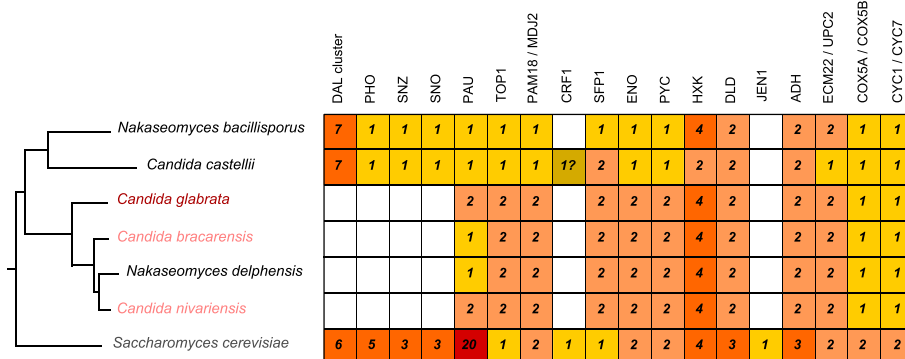 DAL cluster PHO SNZ SNO PAU TOP1 PAM18 / MDJ2 CRF1 SFP1 ENO PYC HXK DLD JEN1 ADH ECM22 / UPC2 COX5A / COX5B CYC1 / CYC7
Nakaseomyces bacillisporus 7 1 1 1 1 1 1 1 1 1 4 2 2 2 1 1
Candida castellii 7 1 1 1 1 1 1 1? 2 1 1 2 2 2 1 1 1
Candida glabrata 2 2 2 2 2 2 4 2 2 2 1 1
Candida bracarensis 1 2 2 2 2 2 4 2 2 2 1 1
Nakaseomyces delphensis 1 2 2 2 2 2 4 2 2 2 1 1
Candida nivariensis 2 2 2 2 2 2 4 2 2 2 1 1
Saccharomyces cerevisiae 6 5 3 3 20 1 2 1 1 2 2 4 3 1 3 2 2 2